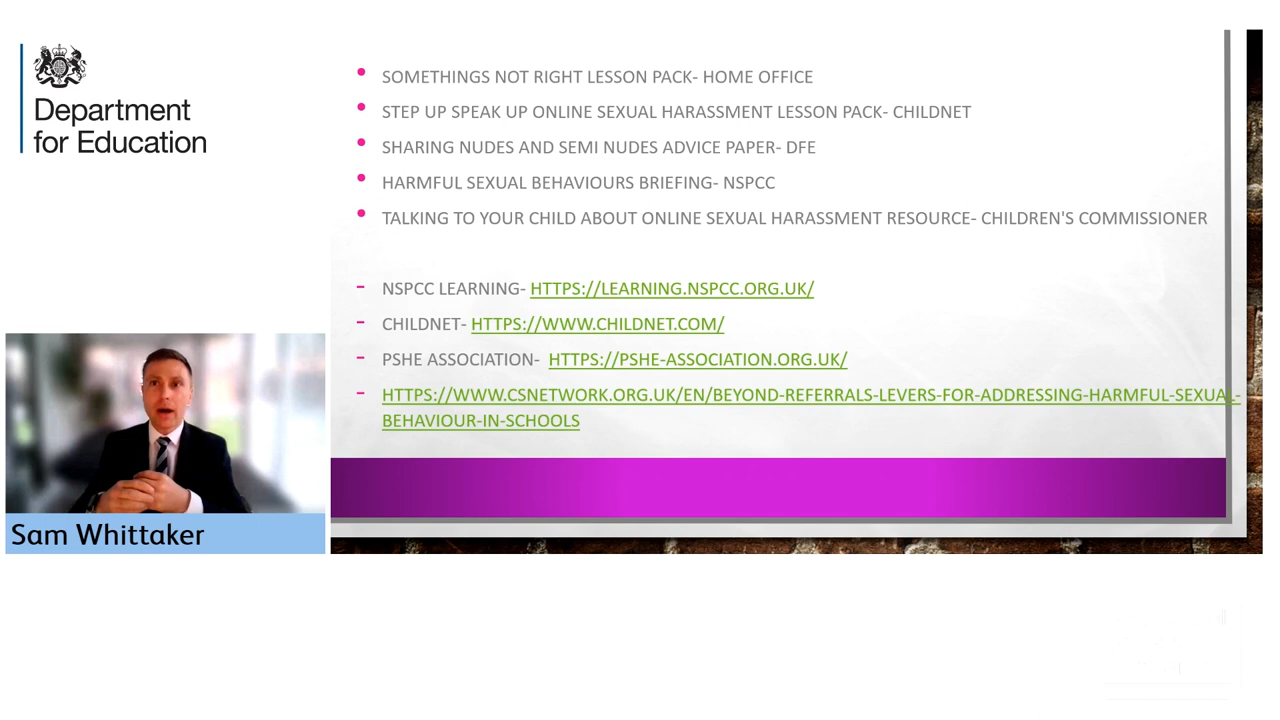 Department
for Education
SOMETHINGS NOT RIGHT LESSON PACK- HOME OFFICE
STEP UP SPEAK UP ONLINE SEXUAL HARASSMENT LESSON PACK- CHILDNET
SHARING NUDES AND SEMI NUDES ADVICE PAPER- DFE
HARMFUL SEXUAL BEHAVIOURS BRIEFING- NSPCC
TALKING TO YOUR CHILD ABOUT ONLINE SEXUAL HARASSMENT RESOURCE- CHILDREN'S COMMISSIONER
NSPCC LEARNING- HTTPS://LEARNING.NSPCC.ORG.UK/
CHILDNET- HTTPS://WWW.CHILDNET.COM/
PSHE ASSOCIATION- HTTPS://PSHE-ASSOCIATION.ORG.UK/
HTTPS://WWW.CSNETWORK.ORG.UK/EN/BEYOND-REFERRALS-LEVERS-FOR-ADDRESSING-HARMFUL-SEXUAL-
BEHAVIOUR-IN-SCHOOLS
Sam Whittaker